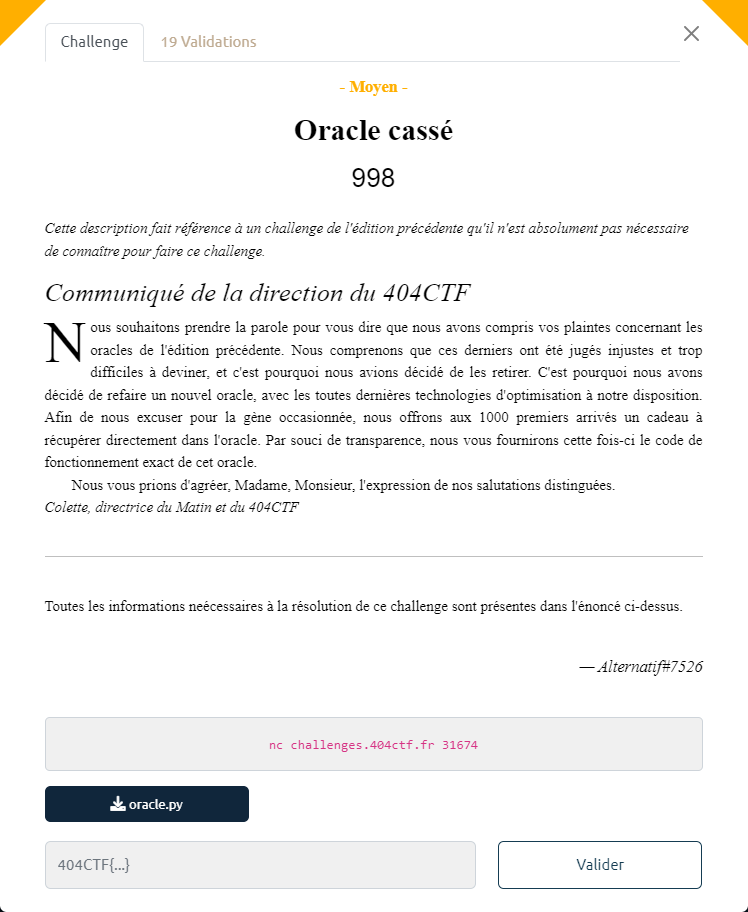 Challenge
19 Validations
- Moyen -
Oracle cassé
998
Cette description fait référence à un challenge de l'édition précédente qu'il n'est absolument pas nécessaire
de connaître pour faire ce challenge.
Communiqué de la direction du 404CTF
Nous souhaitons prendre la parole pour vous dire que nous avons compris vos plaintes concernant les
oracles de l'édition précédente. Nous comprenons que ces derniers ont été jugés injustes et trop
difficiles à deviner, et c'est pourquoi nous avions décidé de les retirer. C'est pourquoi nous avons
décidé de refaire un nouvel oracle, avec les toutes dernières technologies d'optimisation à notre disposition.
Afin de nous excuser pour la gène occasionnée, nous offrons aux 1000 premiers arrivés un cadeau à
récupérer directement dans l'oracle. Par souci de transparence, nous vous fournirons cette fois-ci le code de
fonctionnement exact de cet oracle.
Nous vous prions d'agréer, Madame, Monsieur, l'expression de nos salutations distinguées.
Colette, directrice du Matin et du 404CTF
Toutes les informations neécessaires à la résolution de ce challenge sont présentes dans l'énoncé ci-dessus.
— Alternatif#7526
nc challenges.404ctf.fr 31674
oracle.py
404CTF{...}
Valider